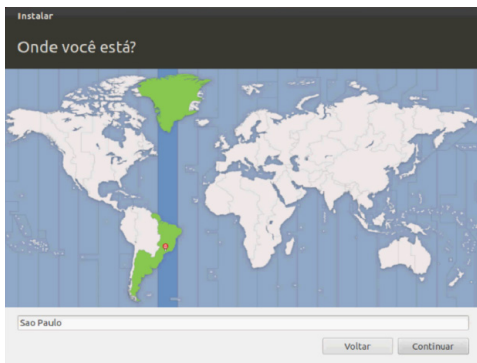 Instalar
Onde você está?
Sao Paulo
Voltar
Continuar